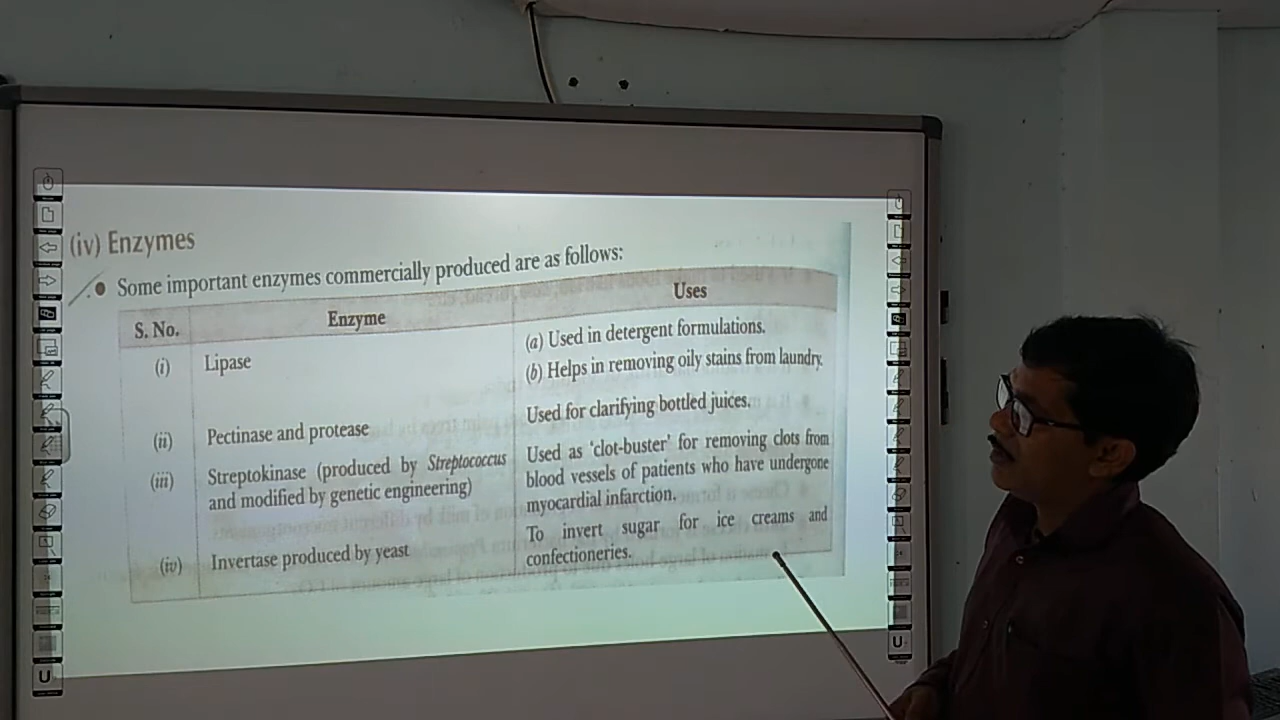 (iv) Enzymes
• Some important enzymes commercially produced are as follows:
S. No. Enzyme Uses
(i) Lipase (a) Used in detergent formulations.
(b) Helps in removing oily stains from laundry.
(ii) Pectinase and protease Used for clarifying bottled juices.
(iii) Streptokinase (produced by Streptococcus
and modified by genetic engineering)
Used as ‘clot-buster’ for removing clots from
blood vessels of patients who have undergone
myocardial infarction.
(iv) Invertase produced by yeast
To invert sugar for ice creams and
confectioneries.
U
U